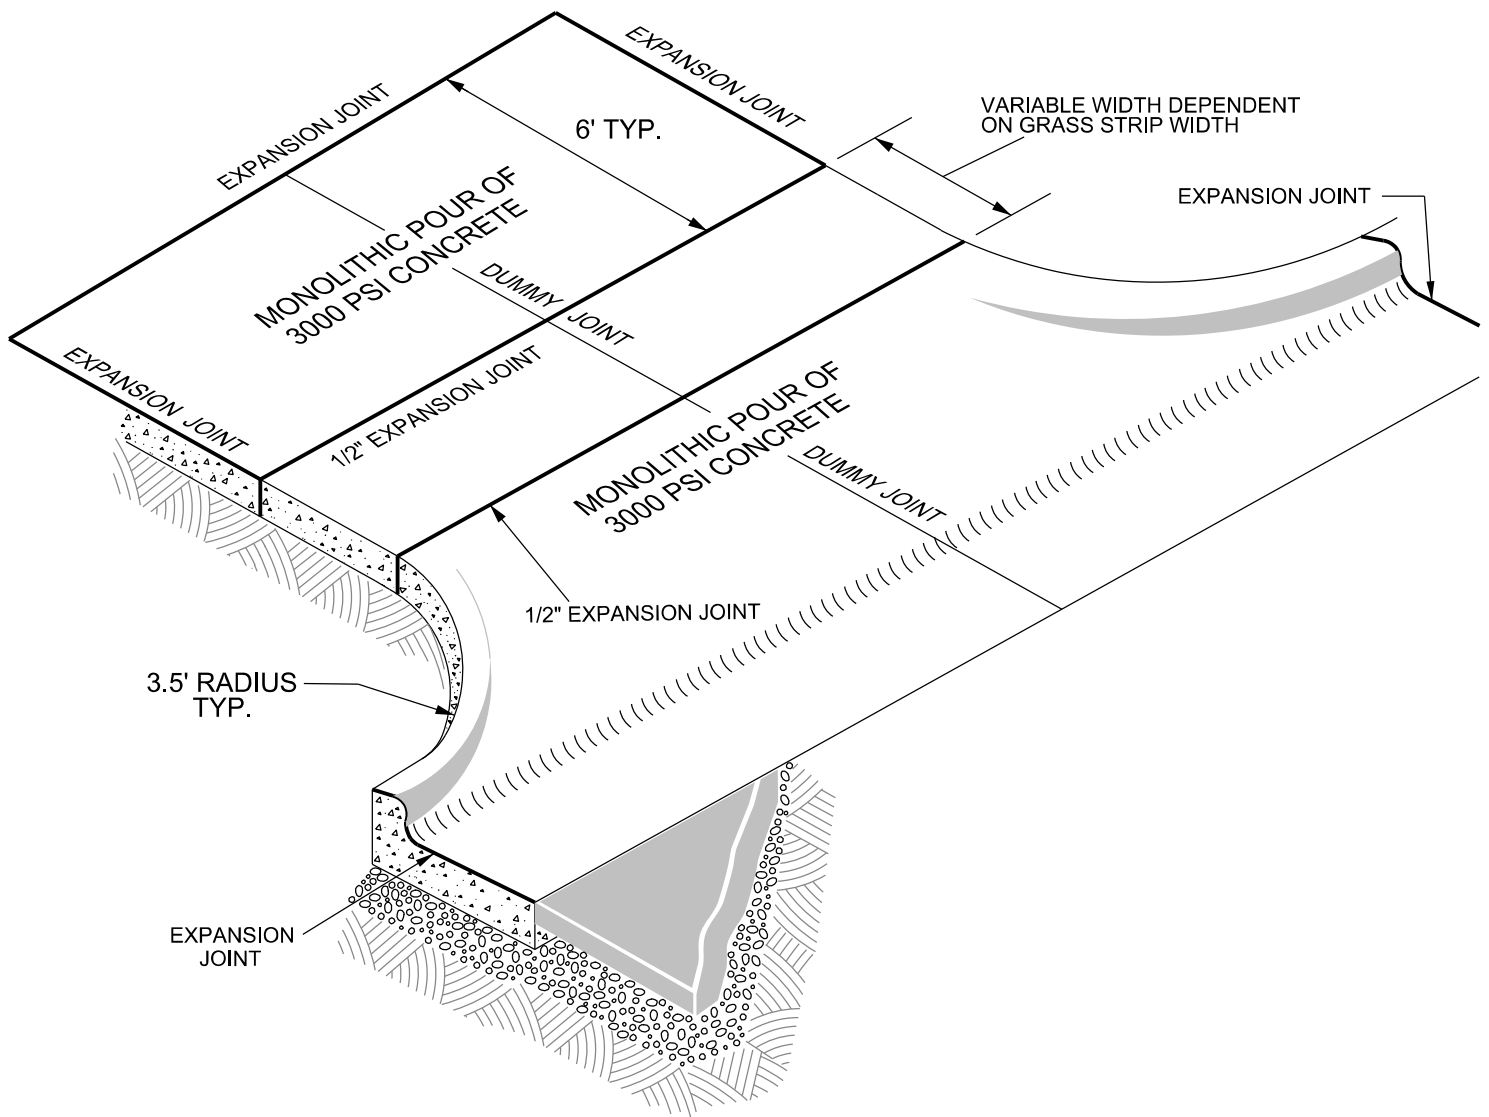 EXPANSION JOINT
EXPANSION JOINT
6' TYP.
VARIABLE WIDTH DEPENDENT
ON GRASS STRIP WIDTH
EXPANSION JOINT
MONOLITHIC POUR OF
3000 PSI CONCRETE
DUMMY JOINT
EXPANSION JOINT
1/2" EXPANSION JOINT
MONOLITHIC POUR OF
3000 PSI CONCRETE
DUMMY JOINT
1/2" EXPANSION JOINT
3.5' RADIUS
TYP.
EXPANSION
JOINT